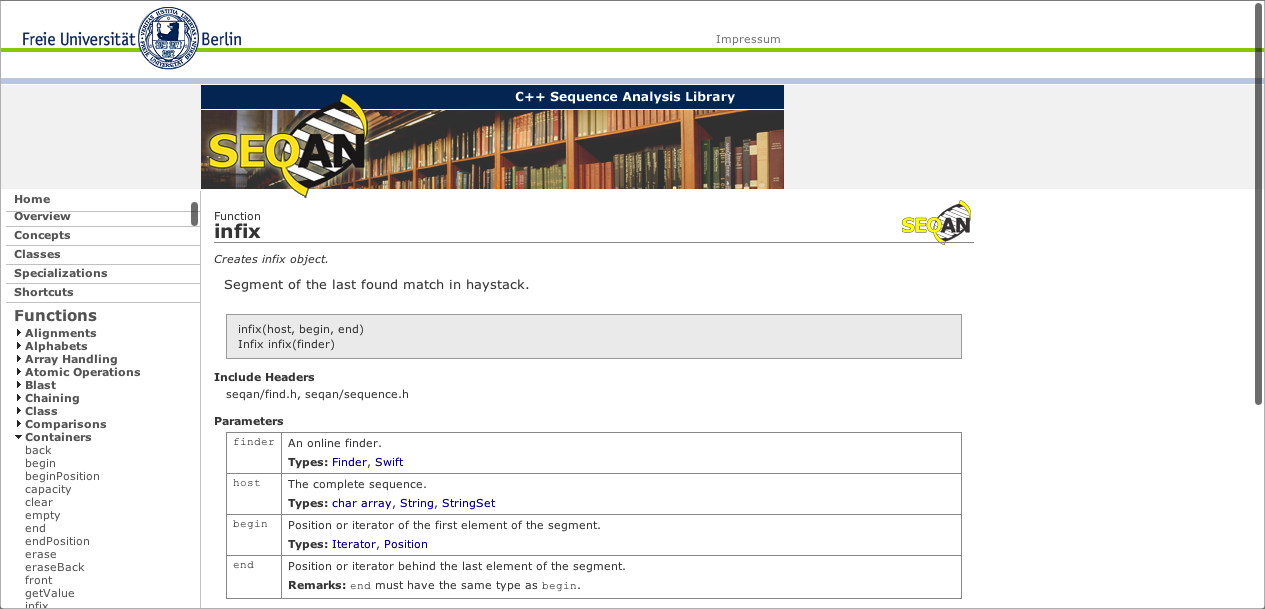 Freie Universität Berlin
Impressum
C++ Sequence Analysis Library
SEQAN
Home
Overview
Concepts
Classes
Specializations
Shortcuts
Functions
Alignments
Alphabets
Array Handling
Atomic Operations
Blast
Chaining
Class
Comparisons
Containers
back
begin
beginPosition
capacity
clear
empty
end
endPosition
erase
eraseBack
front
getValue
infix
Function
infix
SEQAN
Creates infix object.
Segment of the last found match in haystack.
infix(host, begin, end)
Infix infix(finder)
Include Headers
seqan/find.h, seqan/sequence.h
Parameters
finder An online finder.
Types: Finder, Swift
host The complete sequence.
Types: char array, String, StringSet
begin Position or iterator of the first element of the segment.
Types: Iterator, Position
end Position or iterator behind the last element of the segment.
Remarks: end must have the same type as begin.